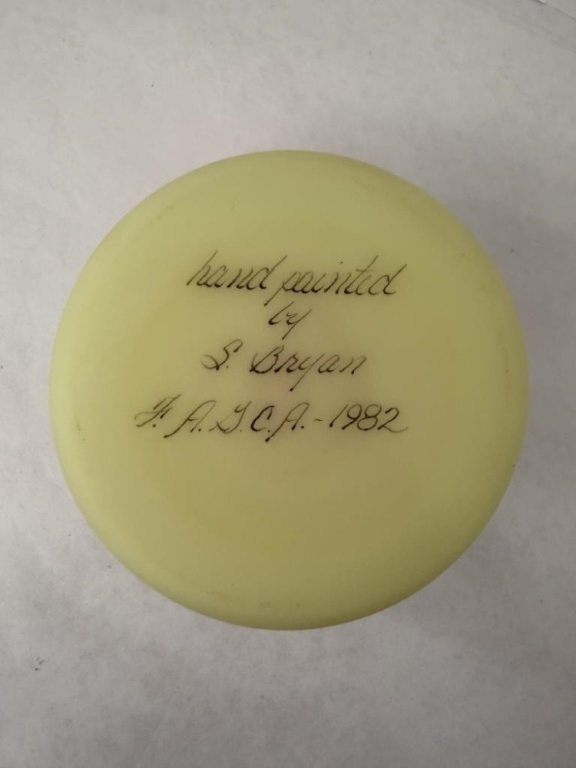 hand painted
by
S. Bryan
F. A. G. C. A. - 1982